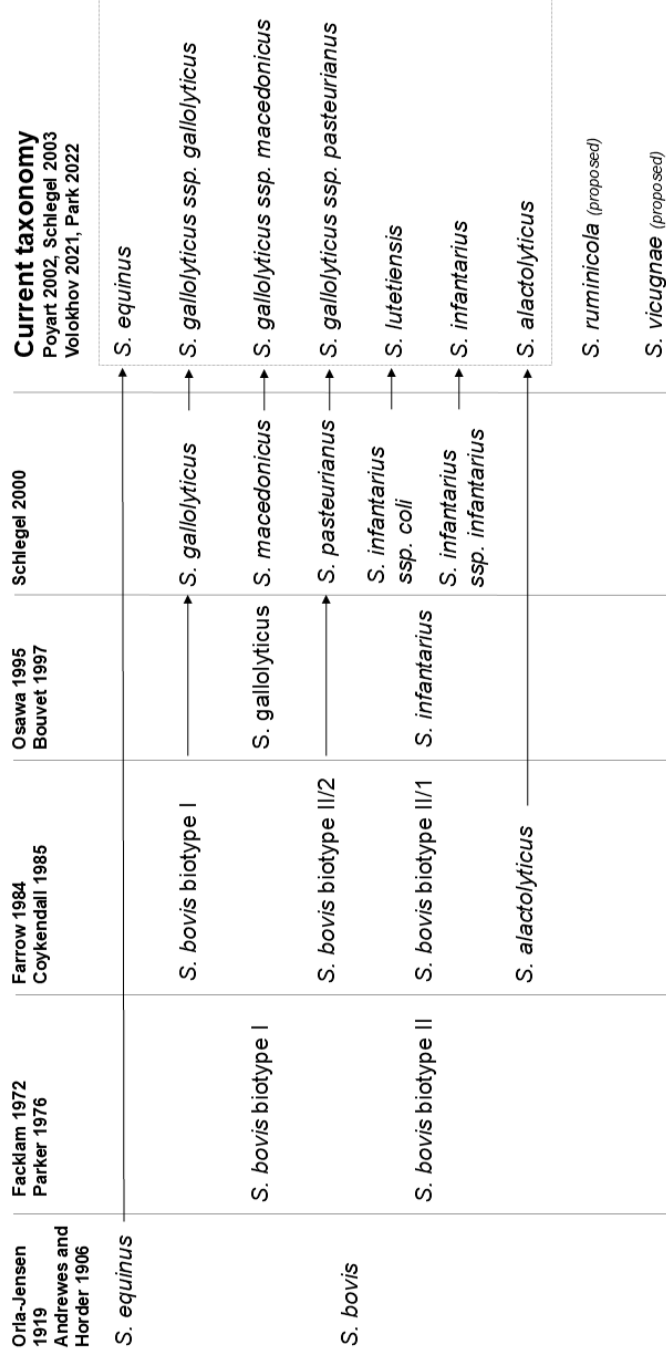 Orla-Jensen
1919
Andrewes and
Horder 1906
S. equinus
S. bovis
Facklam 1972
Parker 1976
S. bovis biotype I
S. bovis biotype II
Farrow 1984
Coykendall 1985
S. bovis biotype I
S. bovis biotype II/2
S. bovis biotype II/1
S. alactolyticus
Osawa 1995
Bouvet 1997
S. gallolyticus
S. infantarius
Schlegel 2000
S. gallolyticus
S. macedonicus
S. pasteurianus
S. infantarius
ssp. coli
S. infantarius
ssp. infantarius
Current taxonomy
Poyart 2002, Schlegel 2003
Volokhov 2021, Park 2022
S. equinus
S. gallolyticus ssp. gallolyticus
S. gallolyticus ssp. macedonicus
S. gallolyticus ssp. pasteurianus
S. lutetiensis
S. infantarius
S. alactolyticus
S. ruminicola (proposed)
S. vicugnae (proposed)